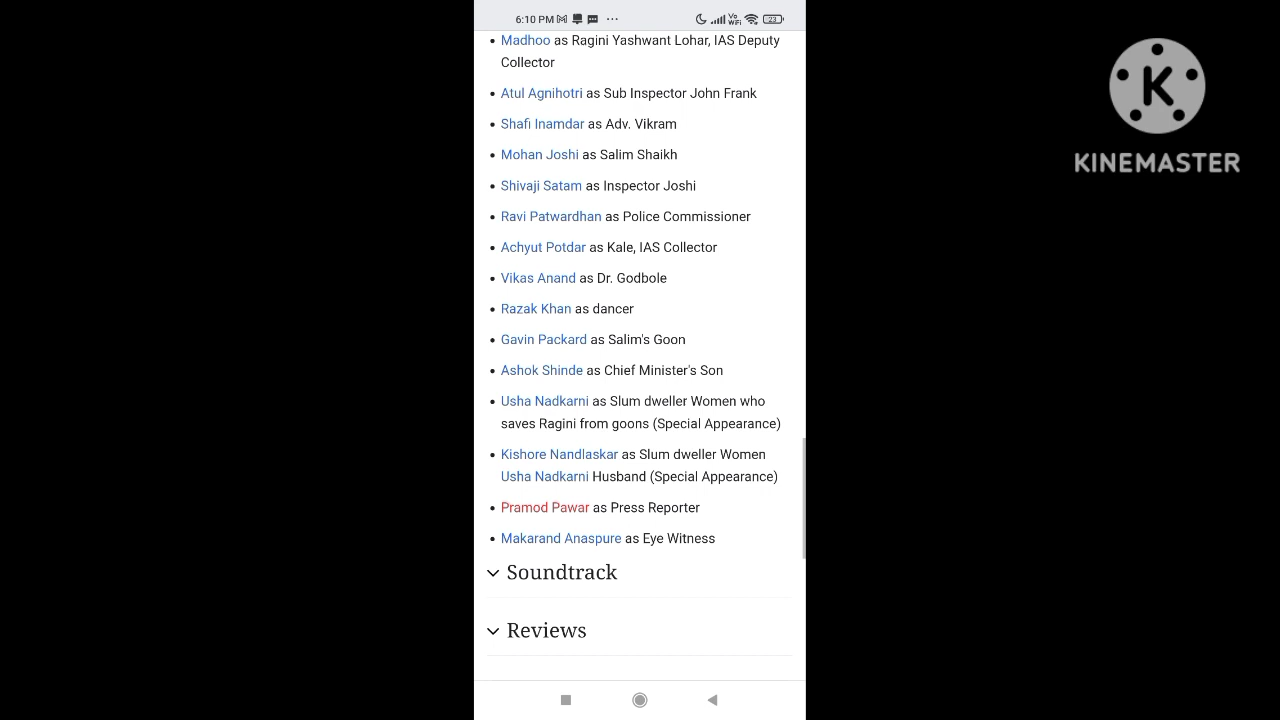 6:10 PM
Vo
WiFi
23
Madhoo as Ragini Yashwant Lohar, IAS Deputy
Collector
Atul Agnihotri as Sub Inspector John Frank
Shafi Inamdar as Adv. Vikram
Mohan Joshi as Salim Shaikh
Shivaji Satam as Inspector Joshi
Ravi Patwardhan as Police Commissioner
Achyut Potdar as Kale, IAS Collector
Vikas Anand as Dr. Godbole
Razak Khan as dancer
Gavin Packard as Salim's Goon
Ashok Shinde as Chief Minister's Son
Usha Nadkarni as Slum dweller Women who
saves Ragini from goons (Special Appearance)
Kishore Nandlaskar as Slum dweller Women
Usha Nadkarni Husband (Special Appearance)
Pramod Pawar as Press Reporter
Makarand Anaspure as Eye Witness
Soundtrack
Reviews
K
KINEMASTER